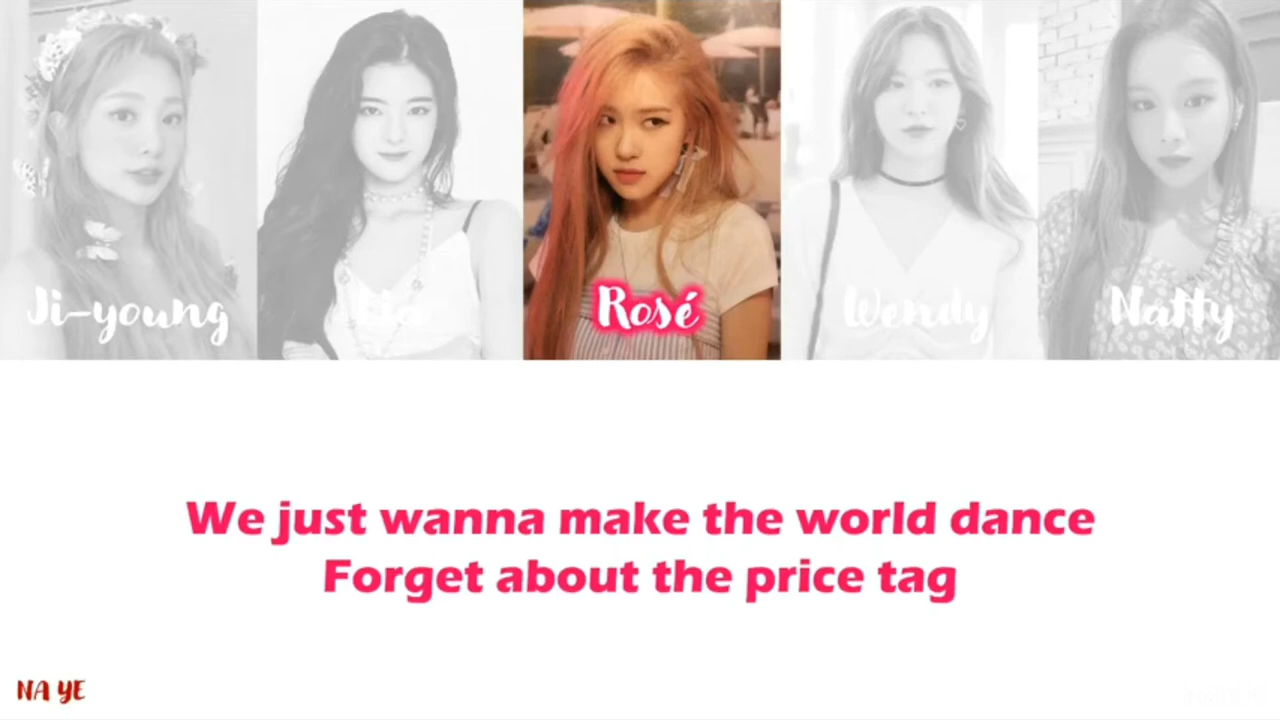 Ji-young
Lia
Rosé
Wendy
Natty
We just wanna make the world dance
Forget about the price tag
NA YE